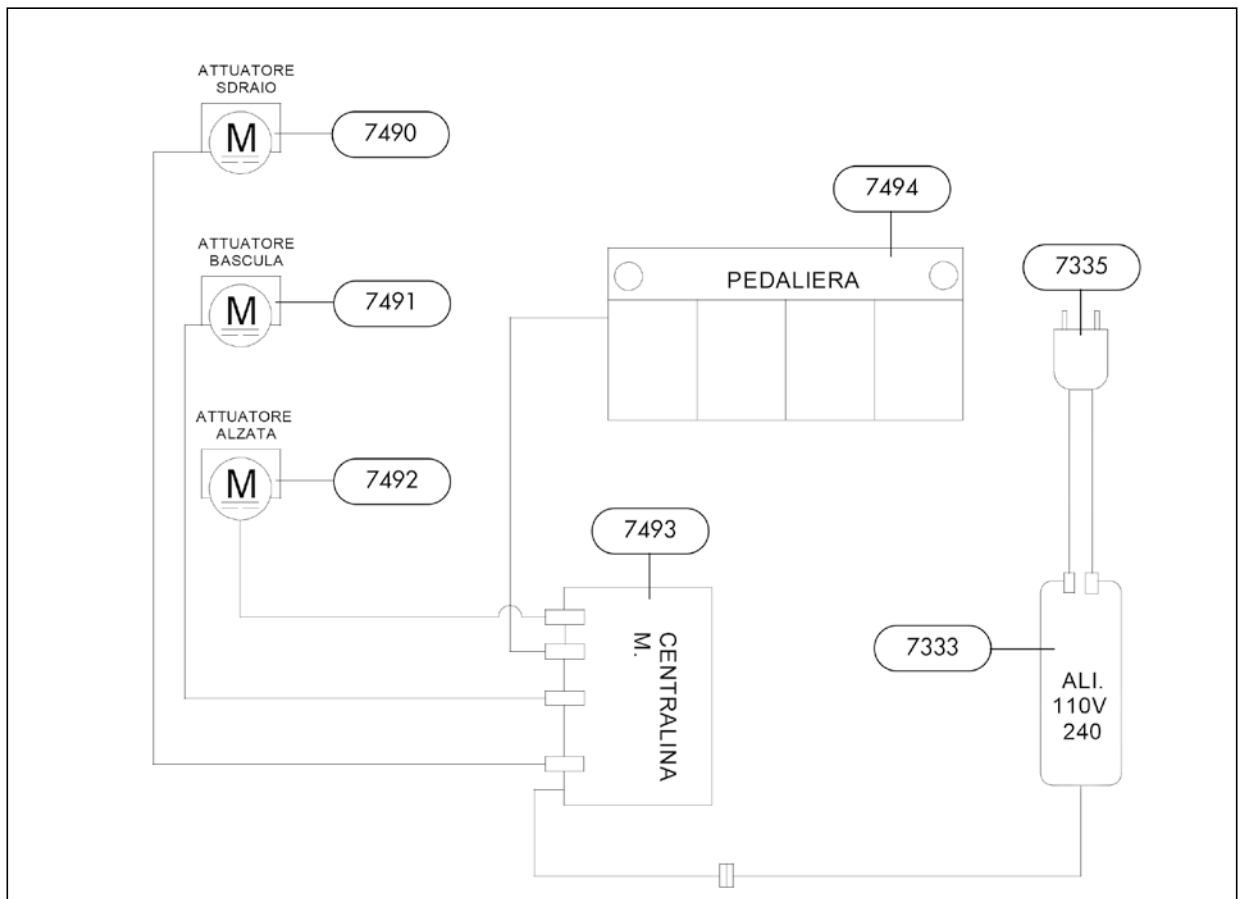 ATTUATORE
SDRAIO
M
7490
ATTUATORE
BASCULA
M
7491
ATTUATORE
ALZATA
M
7492
7494
PEDALIERA
7335
7493
CENTRALINA
M.
7333
ALI.
110V
240